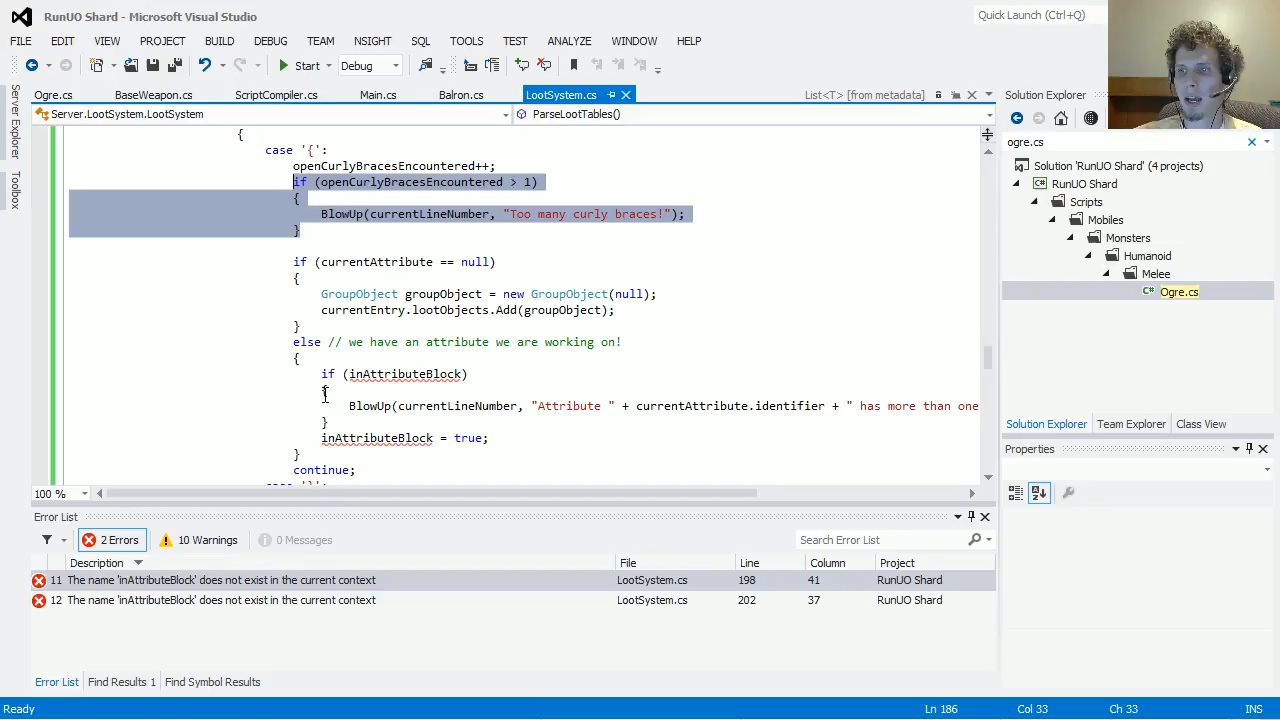 RunUO Shard - Microsoft Visual Studio
Quick Launch (Ctrl+Q)
FILE EDIT VIEW PROJECT BUILD DEBUG TEAM NSIGHT SQL TOOLS TEST ANALYZE WINDOW HELP
Start Debug
Server Explorer
Toolbox
Ogre.cs BaseWeapon.cs ScriptCompiler.cs Main.cs Balron.cs LootSystem.cs List<T> [from metadata]
Server.LootSystem.LootSystem ParseLootTables()
{
case '{':
openCurlyBracesEncountered++;
if (openCurlyBracesEncountered > 1)
{
BlowUp(currentLineNumber, "Too many curly braces!");
}
if (currentAttribute == null)
{
GroupObject groupObject = new GroupObject(null);
currentEntry.lootObjects.Add(groupObject);
}
else // we have an attribute we are working on!
{
if (inAttributeBlock)
{
BlowUp(currentLineNumber, "Attribute " + currentAttribute.identifier + " has more than one
}
inAttributeBlock = true;
}
continue;
100 %
Error List
2 Errors 10 Warnings 0 Messages Search Error List
Description File Line Column Project
11 The name 'inAttributeBlock' does not exist in the current context LootSystem.cs 198 41 RunUO Shard
12 The name 'inAttributeBlock' does not exist in the current context LootSystem.cs 202 37 RunUO Shard
Error List Find Results 1 Find Symbol Results
Solution Explorer
ogre.cs
Solution 'RunUO Shard' (4 projects)
RunUO Shard
Scripts
Mobiles
Monsters
Humanoid
Melee
Ogre.cs
Solution Explorer Team Explorer Class View
Properties
Ready Ln 186 Col 33 Ch 33 INS